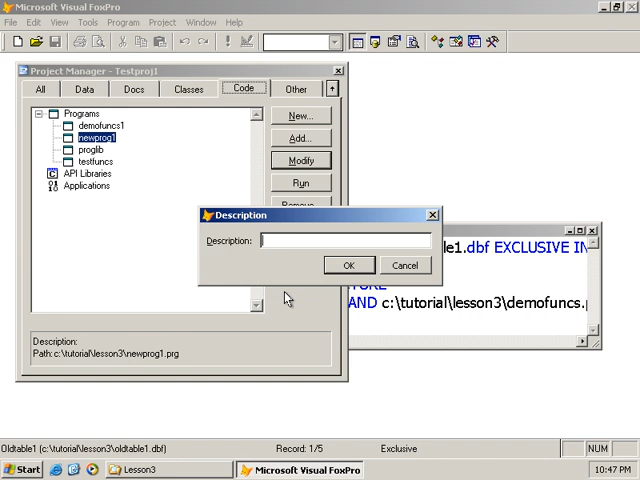 Microsoft Visual FoxPro
File Edit View Tools Program Project Window Help
Project Manager - Testproj1
All Data Docs Classes Code Other
Programs
demofuncs1
newprog1
proglib
testfuncs
API Libraries
Applications
New...
Add...
Modify
Run
Remove
Description
Description:
OK Cancel
le1.dbf EXCLUSIVE IN
TURE
AND c:\tutorial\lesson3\demofuncs.p
Description:
Path: c:\tutorial\lesson3\newprog1.prg
Oldtable1 (c:\tutorial\lesson3\oldtable1.dbf) Record: 1/5 Exclusive NUM
Start Lesson3 Microsoft Visual FoxPro 10:47 PM